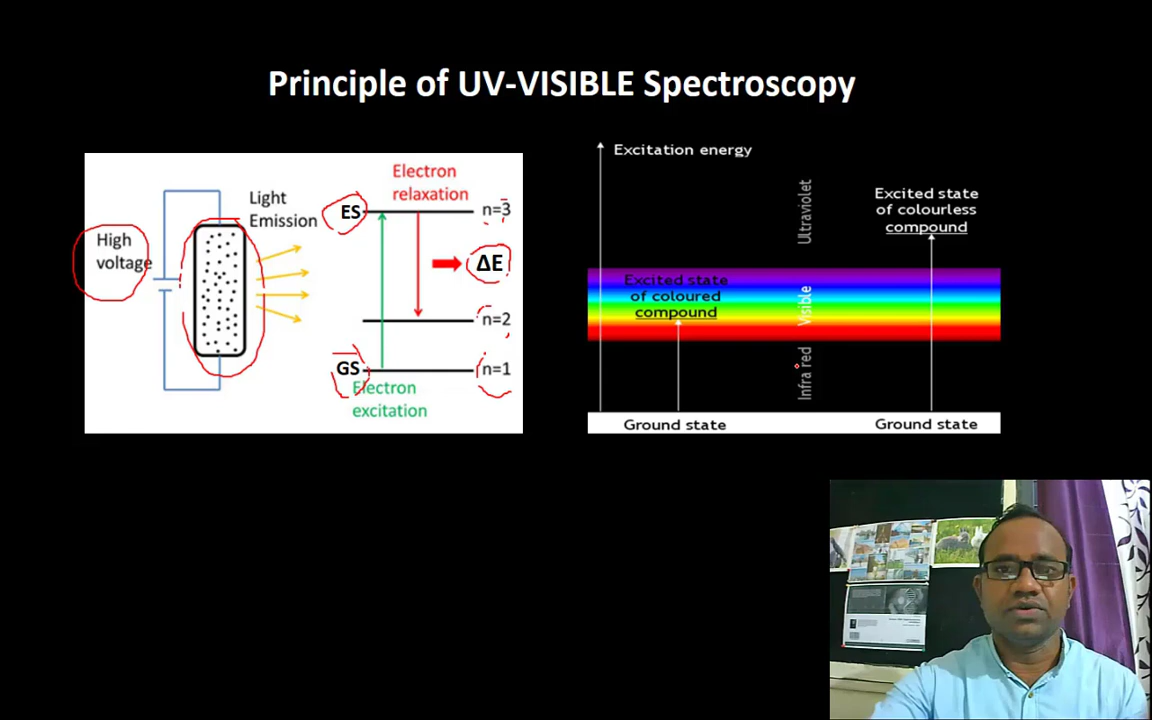 Principle of UV-VISIBLE Spectroscopy
High
voltage
Light
Emission
Electron
relaxation
ES
n=3
ΔE
n=2
GS
n=1
Electron
excitation
Excitation energy
Ultraviolet
Visible
Infra red
Excited state
of coloured
compound
Ground state
Excited state
of colourless
compound
Ground state